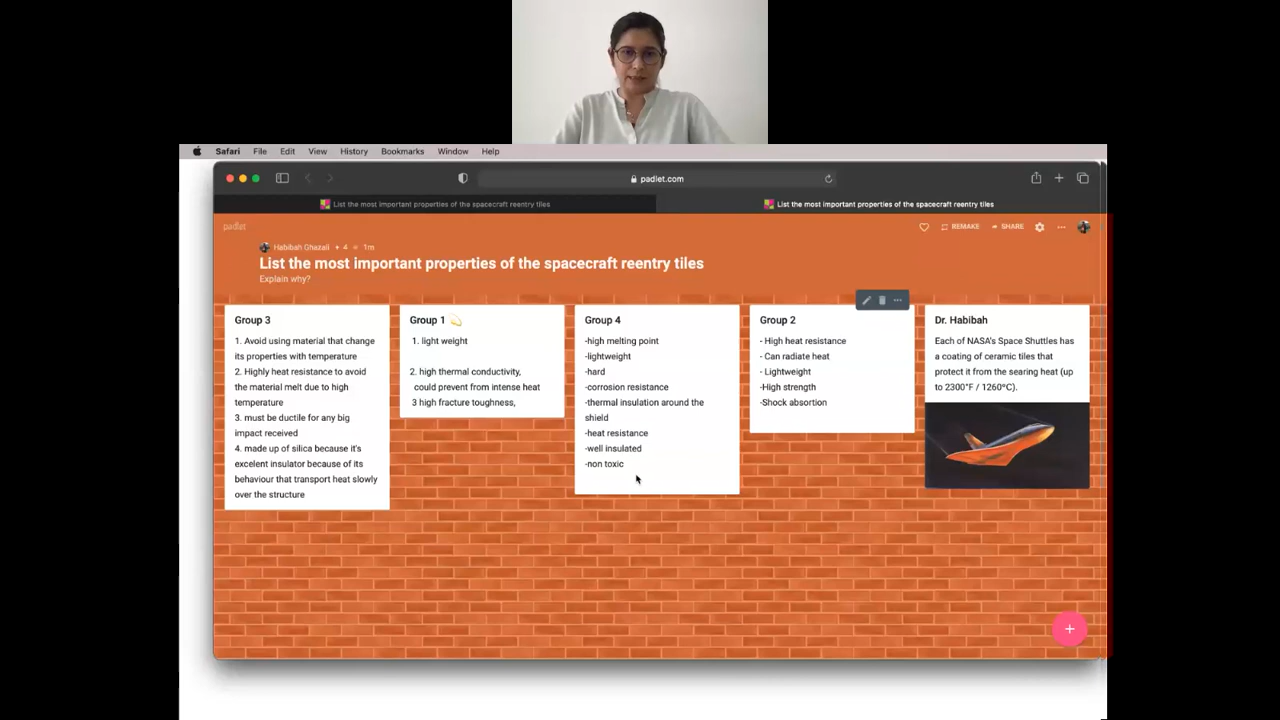 Safari File Edit View History Bookmarks Window Help
padlet.com
List the most important properties of the spacecraft reentry tiles
List the most important properties of the spacecraft reentry tiles
padlet
REMAKE SHARE
Habibah Ghazali + 4 1m
List the most important properties of the spacecraft reentry tiles
Explain why?
Group 3
1. Avoid using material that change
its properties with temperature
2. Highly heat resistance to avoid
the material melt due to high
temperature
3. must be ductile for any big
impact received
4. made up of silica because it's
excelent insulator because of its
behaviour that transport heat slowly
over the structure
Group 1
1. light weight
2. high thermal conductivity,
could prevent from intense heat
3 high fracture toughness,
Group 4
-high melting point
-lightweight
-hard
-corrosion resistance
-thermal insulation around the
shield
-heat resistance
-well insulated
-non toxic
Group 2
- High heat resistance
- Can radiate heat
- Lightweight
-High strength
-Shock absortion
Dr. Habibah
Each of NASA's Space Shuttles has
a coating of ceramic tiles that
protect it from the searing heat (up
to 2300°F / 1260°C).